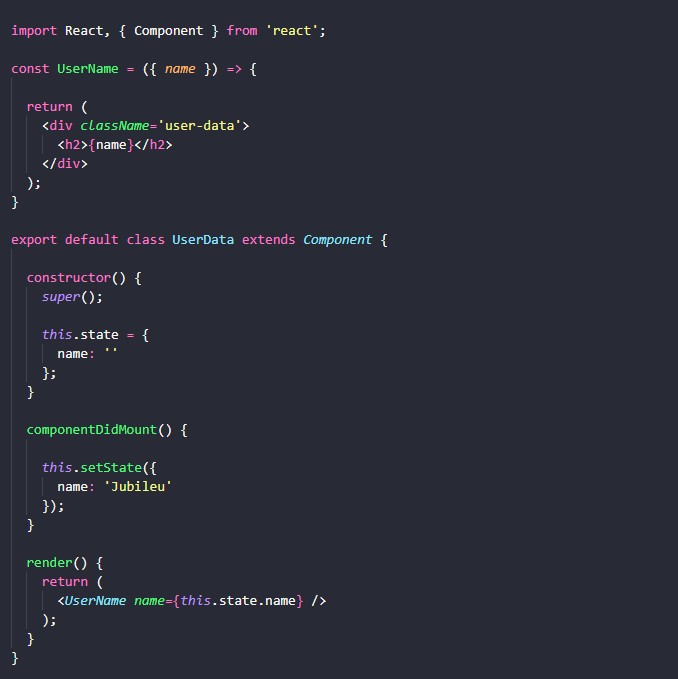 import React, { Component } from 'react';
const UserName = ({ name }) => {
return (
<div className='user-data'>
<h2>{name}</h2>
</div>
);
}
export default class UserData extends Component {
constructor() {
super();
this.state = {
name: ''
};
}
componentDidMount() {
this.setState({
name: 'Jubileu'
});
}
render() {
return (
<UserName name={this.state.name} />
);
}
}